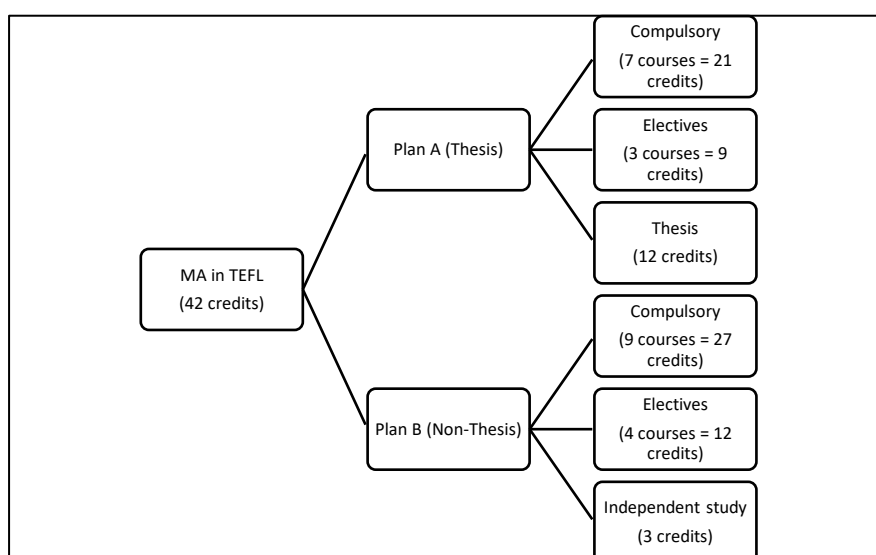 Compulsory
(7 courses = 21
credits)
Plan A (Thesis)
Electives
(3 courses = 9
credits)
Thesis
(12 credits)
MA in TEFL
(42 credits)
Compulsory
(9 courses = 27
credits)
Plan B (Non-Thesis)
Electives
(4 courses = 12
credits)
Independent study
(3 credits)